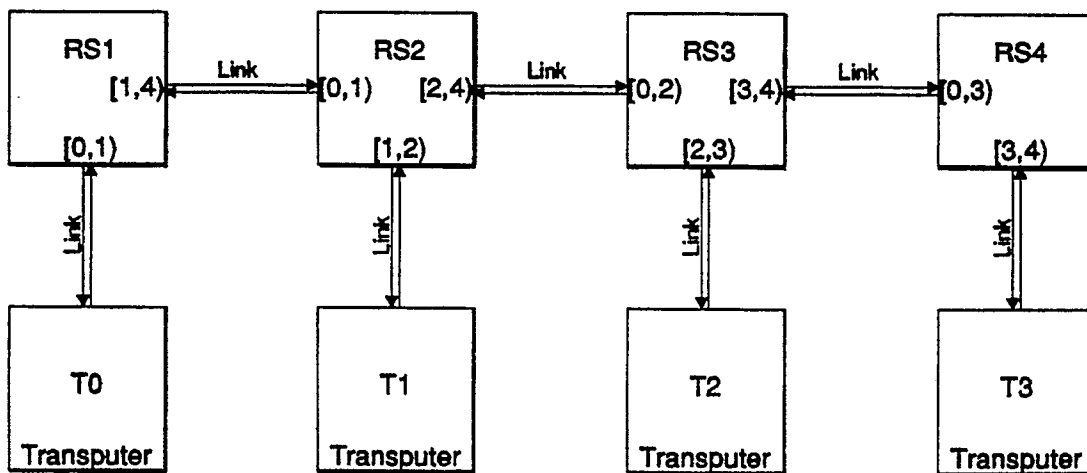 RS1
RS2
RS3
RS4
Link
Link
Link
[1,4)
[0,1)
[2,4)
[0,2)
[3,4)
[0,3)
[0,1)
[1,2)
[2,3)
[3,4)
Link
Link
Link
Link
T0
T1
T2
T3
Transputer
Transputer
Transputer
Transputer